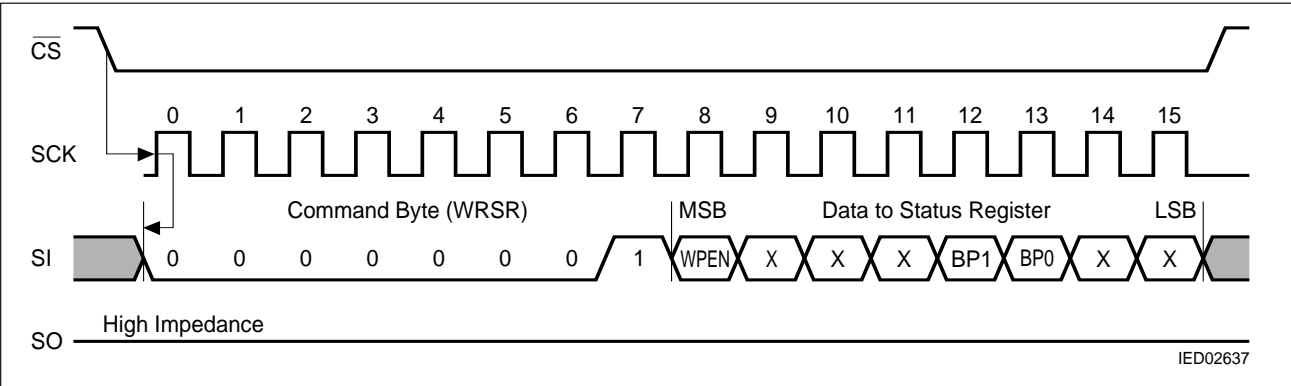 CS
0 1 2 3 4 5 6 7 8 9 10 11 12 13 14 15
SCK
Command Byte (WRSR) MSB Data to Status Register LSB
SI 0 0 0 0 0 0 0 1 WPEN X X X BP1 BP0 X X
High Impedance
SO
IED02637